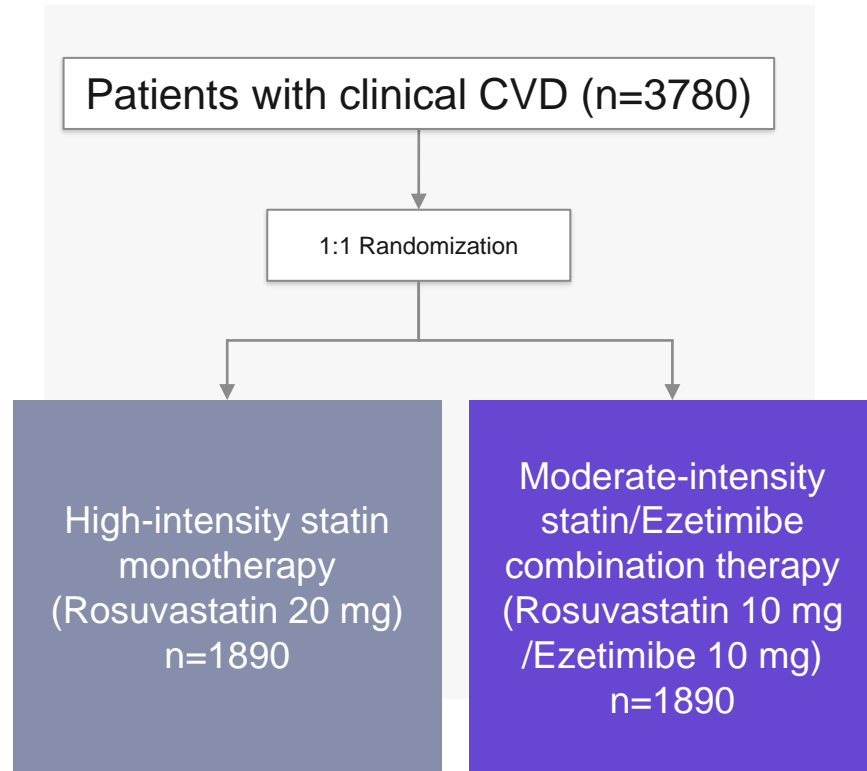 Patients with clinical CVD (n=3780)
1:1 Randomization
High-intensity statin
monotherapy
(Rosuvastatin 20 mg)
n=1890
Moderate-intensity
statin/Ezetimibe
combination therapy
(Rosuvastatin 10 mg
/Ezetimibe 10 mg)
n=1890